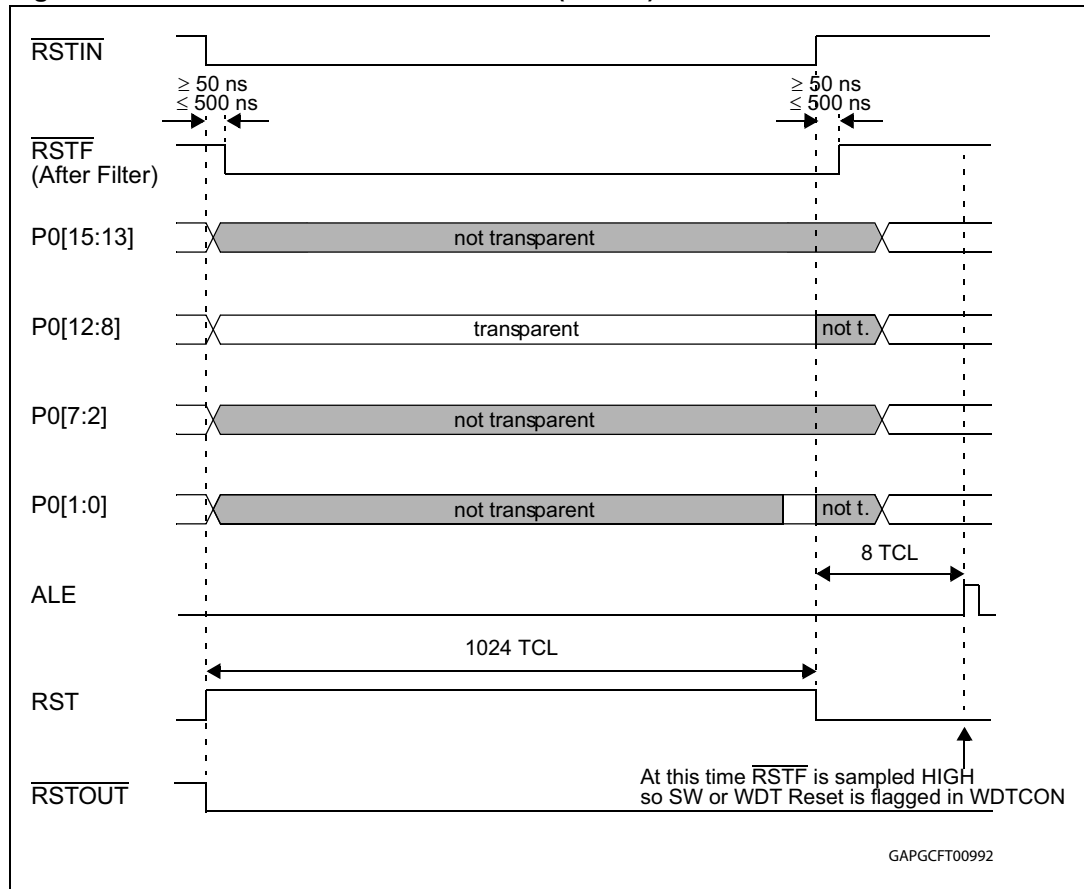 RSTIN
≥ 50 ns
≤ 500 ns
≥ 50 ns
≤ 500 ns
RSTF
(After Filter)
P0[15:13]
not transparent
P0[12:8]
transparent
not t.
P0[7:2]
not transparent
P0[1:0]
not transparent
not t.
8 TCL
ALE
1024 TCL
RST
RSTOUT
At this time RSTF is sampled HIGH
so SW or WDT Reset is flagged in WDTCON
GAPGCFT00992